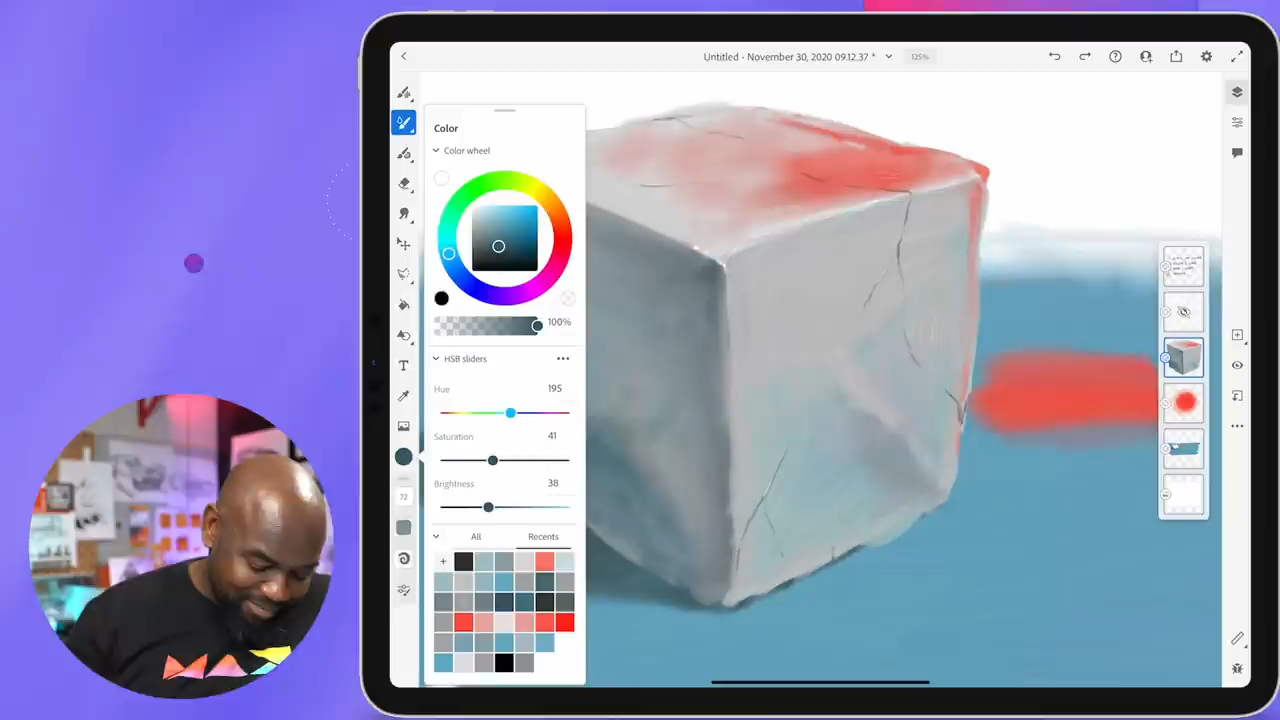 Untitled - November 30, 2020 09.12.37 *
125%
Color
Color wheel
100%
HSB sliders
Hue
195
Saturation
41
Brightness
38
T
72
All
Recents
+